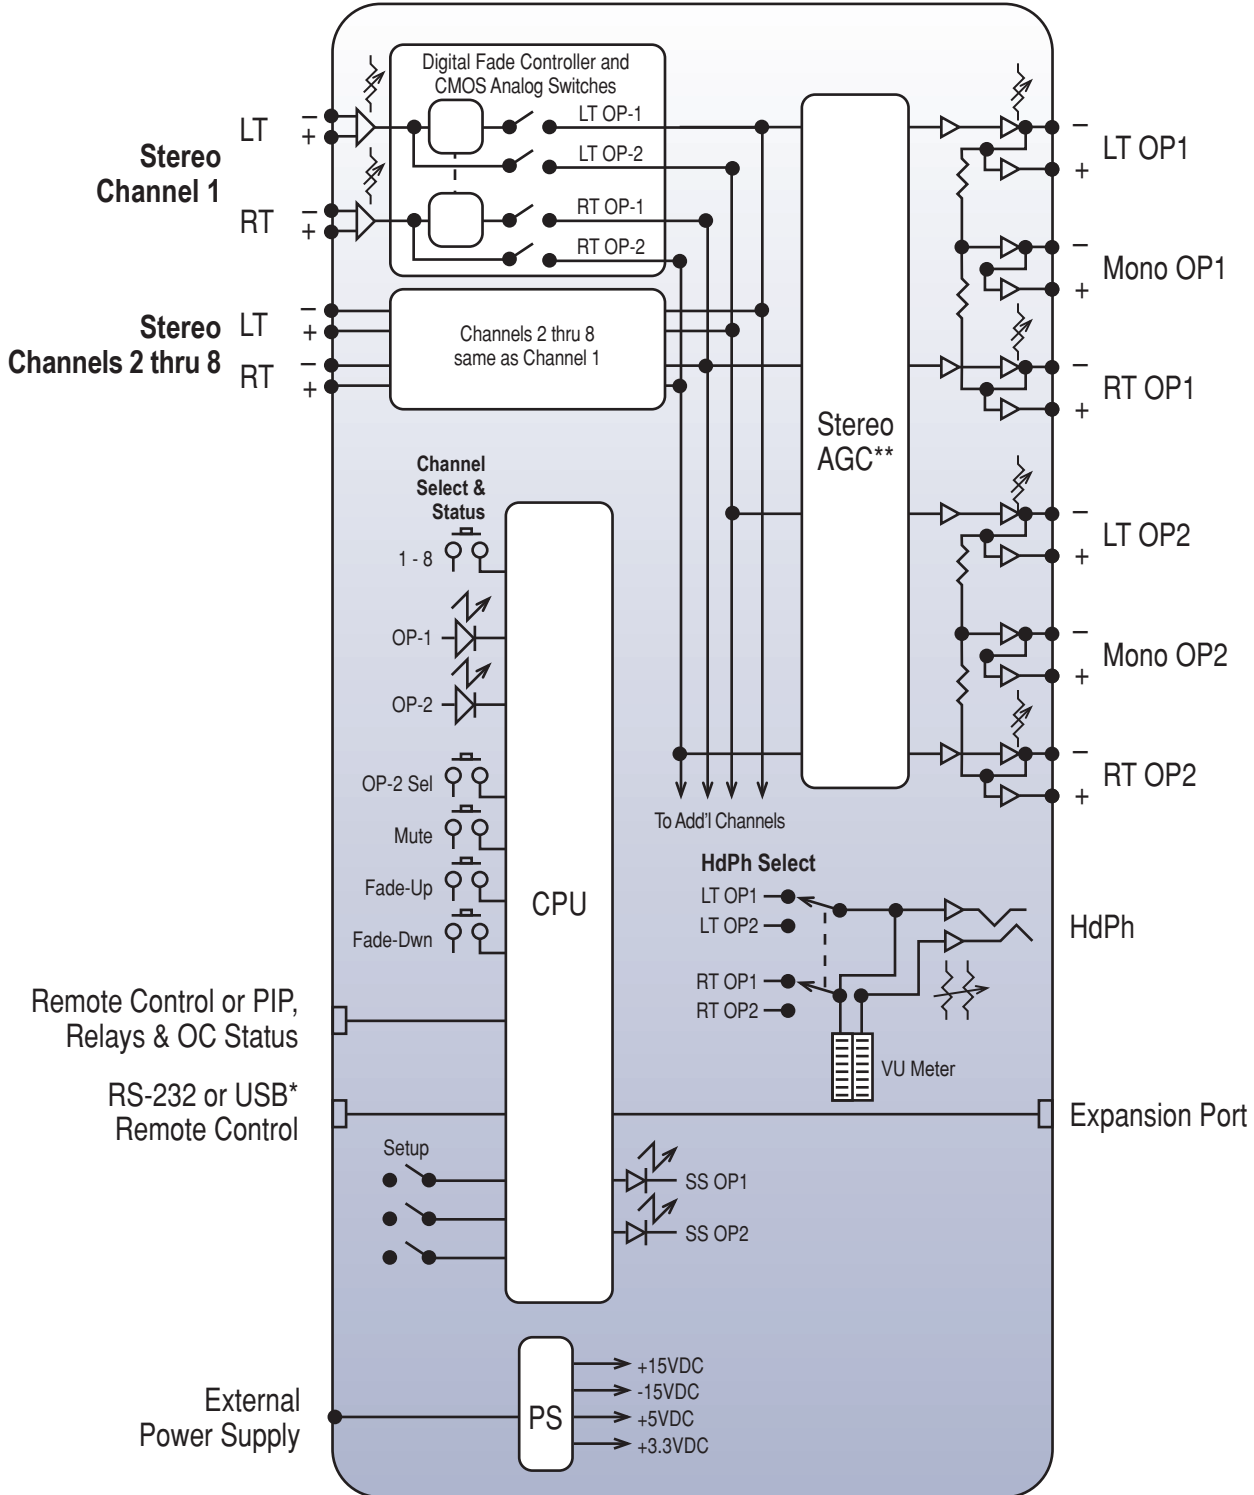 Digital Fade Controller and
CMOS Analog Switches
LT OP-1
LT OP-2
RT OP-1
RT OP-2
Stereo
Channel 1
LT
−
+
RT
−
+
Stereo
Channels 2 thru 8
LT
−
+
RT
−
+
Channels 2 thru 8
same as Channel 1
Stereo
AGC**
−
LT OP1
+
−
Mono OP1
+
−
RT OP1
+
−
LT OP2
+
−
Mono OP2
+
−
RT OP2
+
To Add'l Channels
Channel
Select &
Status
1 - 8
OP-1
OP-2
OP-2 Sel
Mute
Fade-Up
Fade-Dwn
CPU
HdPh Select
LT OP1
LT OP2
RT OP1
RT OP2
HdPh
VU Meter
Remote Control or PIP,
Relays & OC Status
RS-232 or USB*
Remote Control
Expansion Port
Setup
SS OP1
SS OP2
External
Power Supply
PS
+15VDC
-15VDC
+5VDC
+3.3VDC